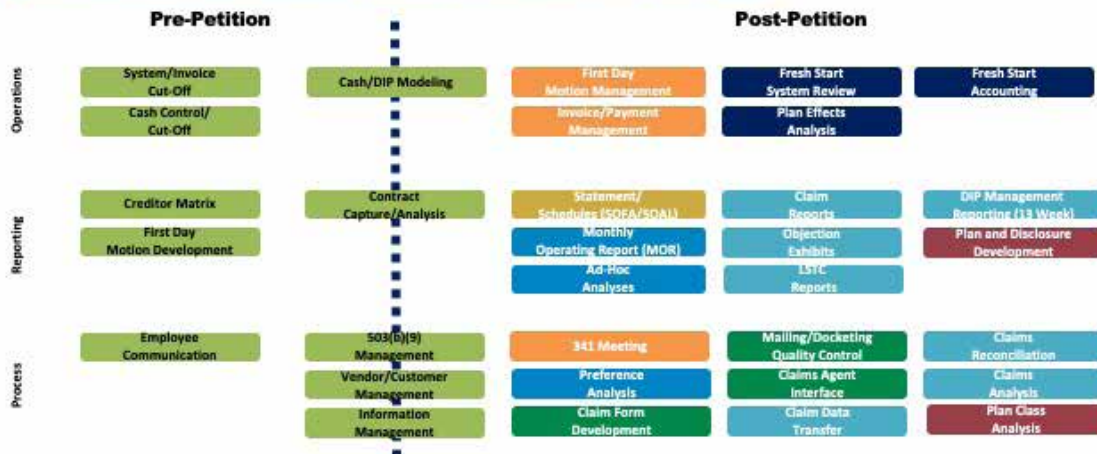 Pre-Petition
Post-Petition
Operations
System/Invoice
Cut-Off
Cash/DIP Modeling
First Day
Motion Management
Fresh Start
System Review
Fresh Start
Accounting
Cash Control/
Cut-Off
Invoice/Payment
Management
Plan Effects
Analysis
Reporting
Creditor Matrix
Contract
Capture/Analysis
Statement/
Schedules (SOFA/SOAL)
Claim
Reports
DIP Management
Reporting (13 Week)
First Day
Motion Development
Monthly
Operating Report (MOR)
Objection
Exhibits
Plan and Disclosure
Development
Ad-Hoc
Analyses
LSTC
Reports
Process
Employee
Communication
503(b)(9)
Management
341 Meeting
Mailing/Docketing
Quality Control
Claims
Reconciliation
Vendor/Customer
Management
Preference
Analysis
Claims Agent
Interface
Claims
Analysis
Information
Management
Claim Form
Development
Claim Data
Transfer
Plan Class
Analysis